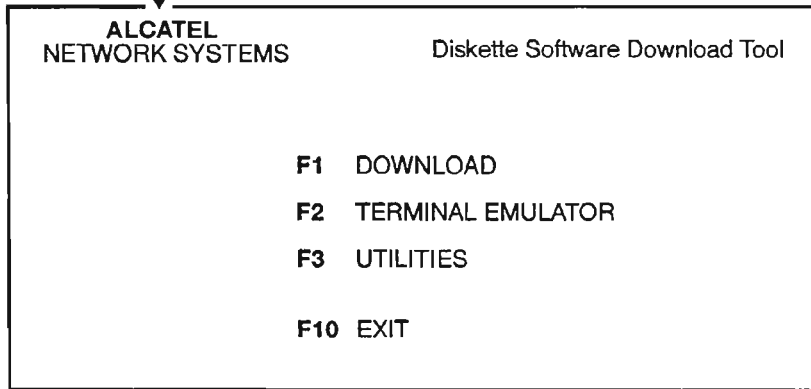 ALCATEL
NETWORK SYSTEMS
Diskette Software Download Tool
F1 DOWNLOAD
F2 TERMINAL EMULATOR
F3 UTILITIES
F10 EXIT